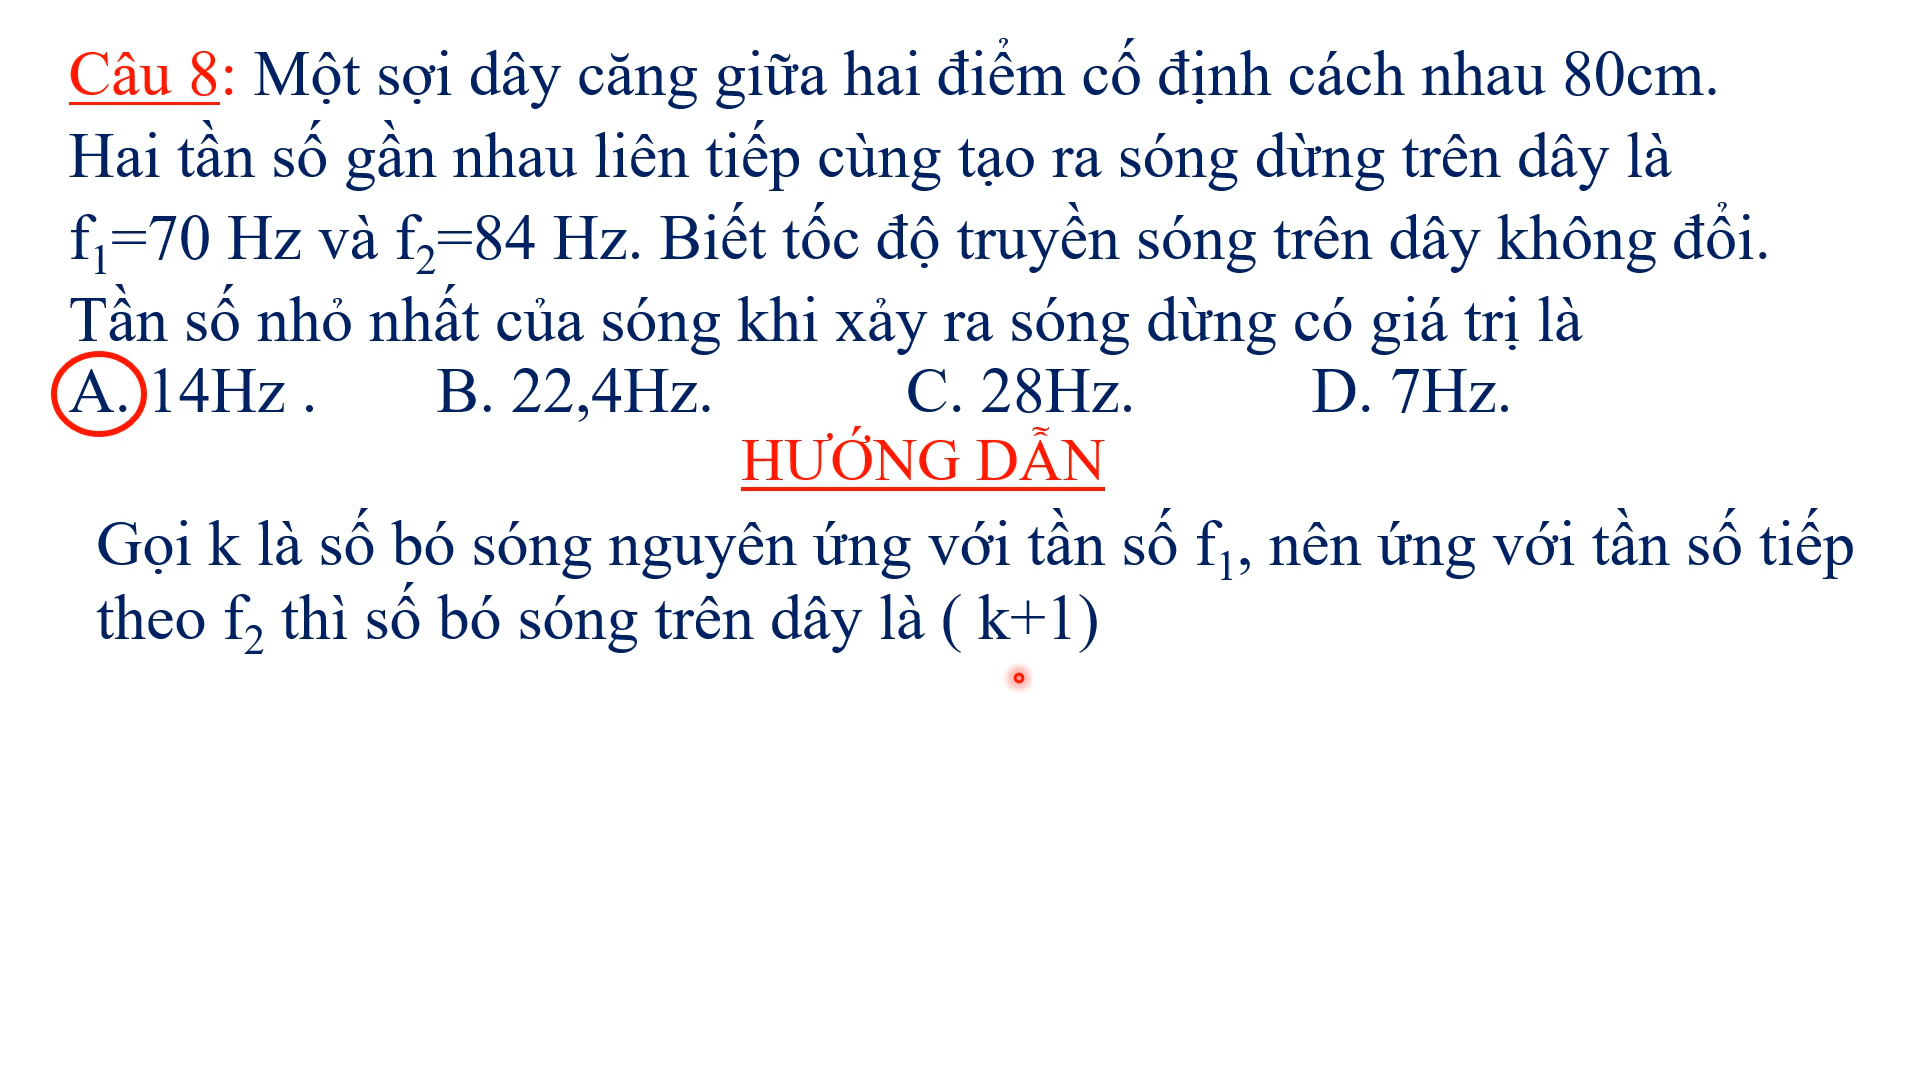 Câu 8: Một sợi dây căng giữa hai điểm cố định cách nhau 80cm.
Hai tần số gần nhau liên tiếp cùng tạo ra sóng dừng trên dây là
f₁=70 Hz và f₂=84 Hz. Biết tốc độ truyền sóng trên dây không đổi.
Tần số nhỏ nhất của sóng khi xảy ra sóng dừng có giá trị là
A. 14Hz . B. 22,4Hz. C. 28Hz. D. 7Hz.
HƯỚNG DẪN
Gọi k là số bó sóng nguyên ứng với tần số f₁, nên ứng với tần số tiếp
theo f₂ thì số bó sóng trên dây là ( k+1)